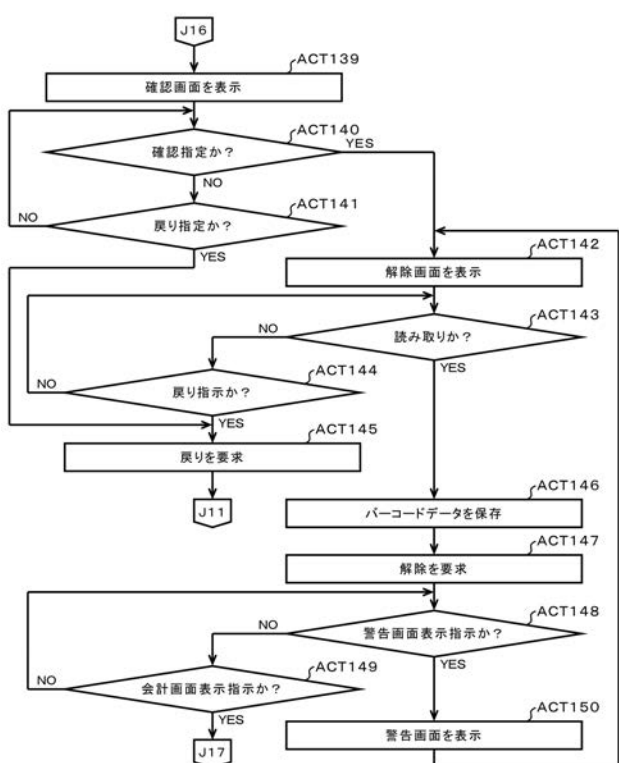 J16
ACT139
確認画面を表示
ACT140
確認指定か？
YES
NO
ACT141
戻り指定か？
NO
YES
ACT142
解除画面を表示
ACT143
読み取りか？
NO
YES
ACT144
戻り指示か？
NO
YES
ACT145
戻りを要求
J11
ACT146
バーコードデータを保存
ACT147
解除を要求
ACT148
警告画面表示指示か？
NO
YES
ACT149
会計画面表示指示か？
NO
YES
J17
ACT150
警告画面を表示